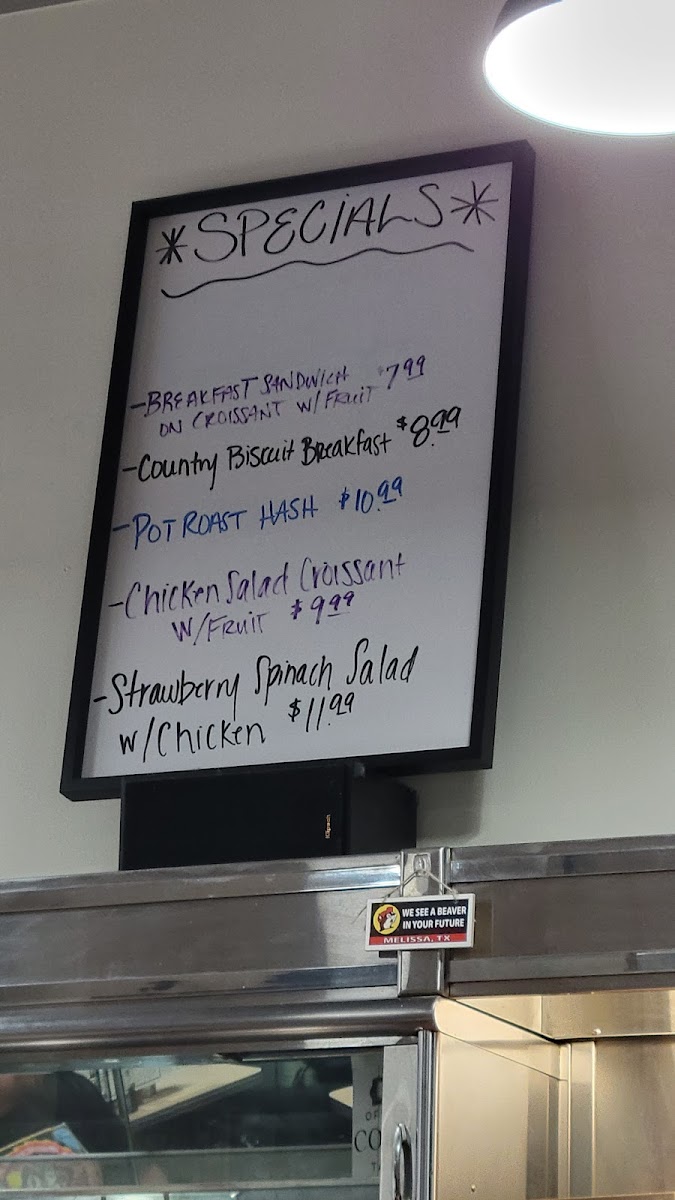 *SPECIALS*
-BREAKFAST SANDWICH $7.99
ON CROISSANT W/ FRUIT
-Country Biscuit Breakfast $8.99
-POT ROAST HASH $10.99
-Chicken Salad Croissant
W/FRUIT $9.99
-Strawberry Spinach Salad
w/Chicken $11.99
Klipsch
WE SEE A BEAVER
IN YOUR FUTURE
MELISSA, TX
CO